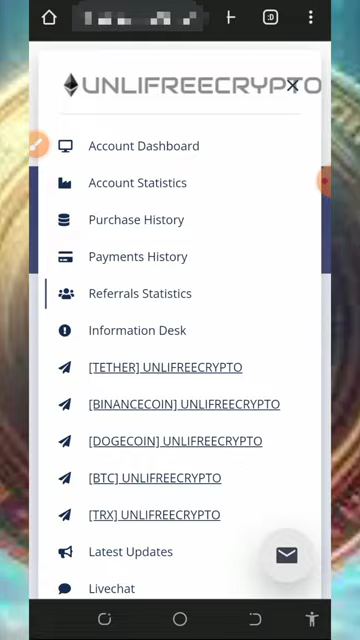 :D
UNLIFREECRYPTO
Account Dashboard
Account Statistics
Purchase History
Payments History
Referrals Statistics
Information Desk
[TETHER] UNLIFREECRYPTO
[BINANCECOIN] UNLIFREECRYPTO
[DOGECOIN] UNLIFREECRYPTO
[BTC] UNLIFREECRYPTO
[TRX] UNLIFREECRYPTO
Latest Updates
Livechat